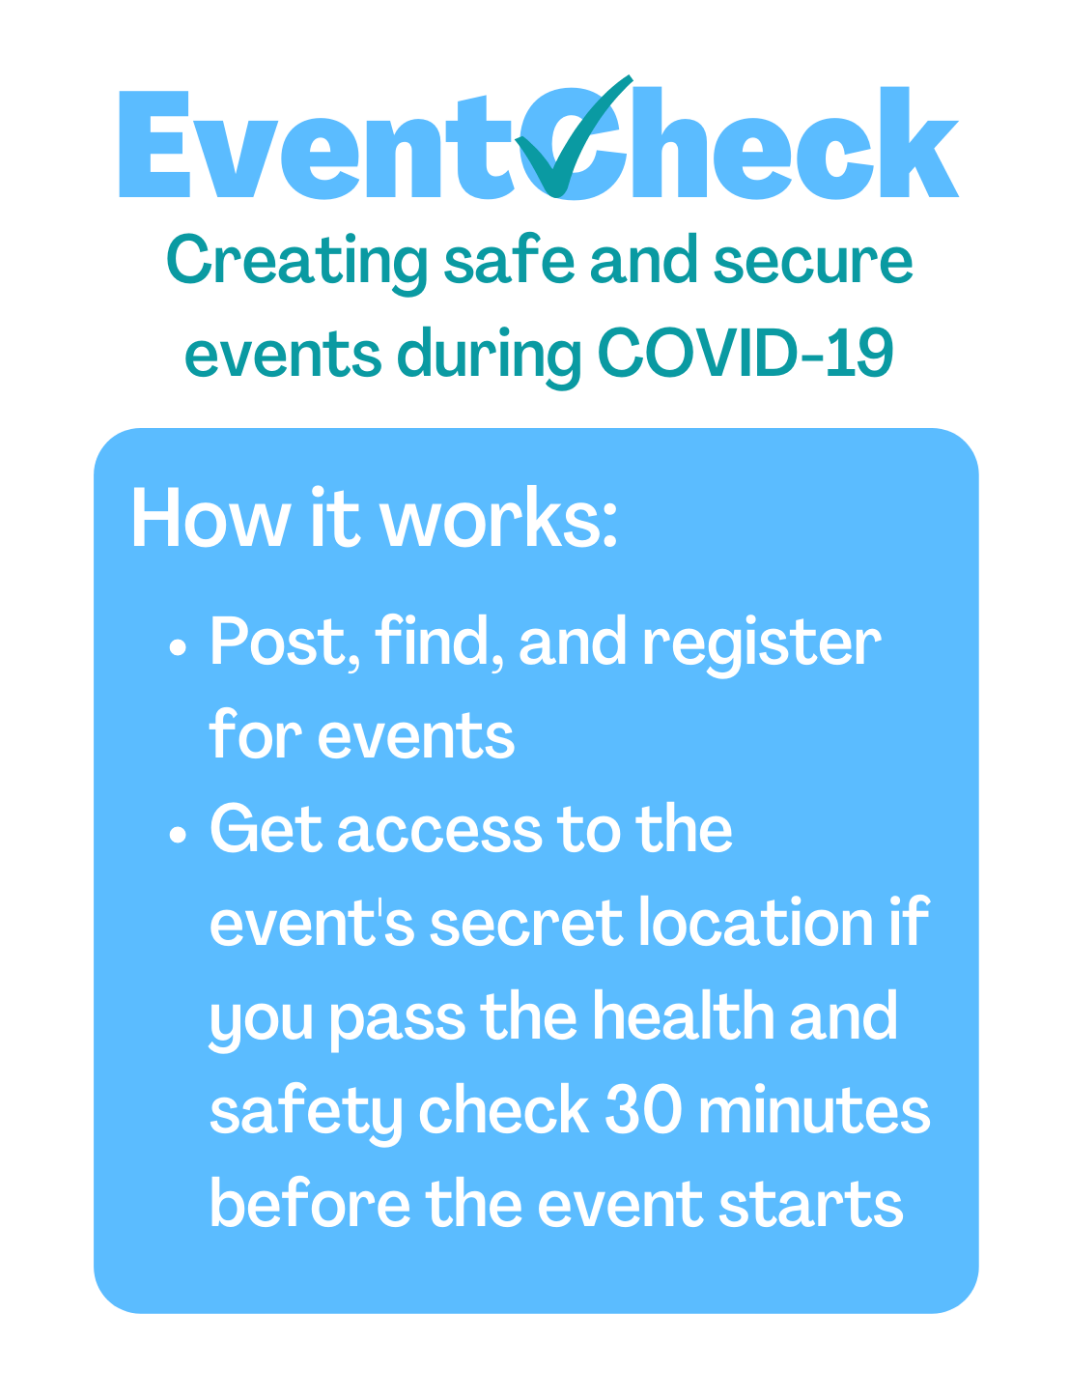 EventCheck
Creating safe and secure
events during COVID-19
How it works:
• Post, find, and register
for events
• Get access to the
event's secret location if
you pass the health and
safety check 30 minutes
before the event starts